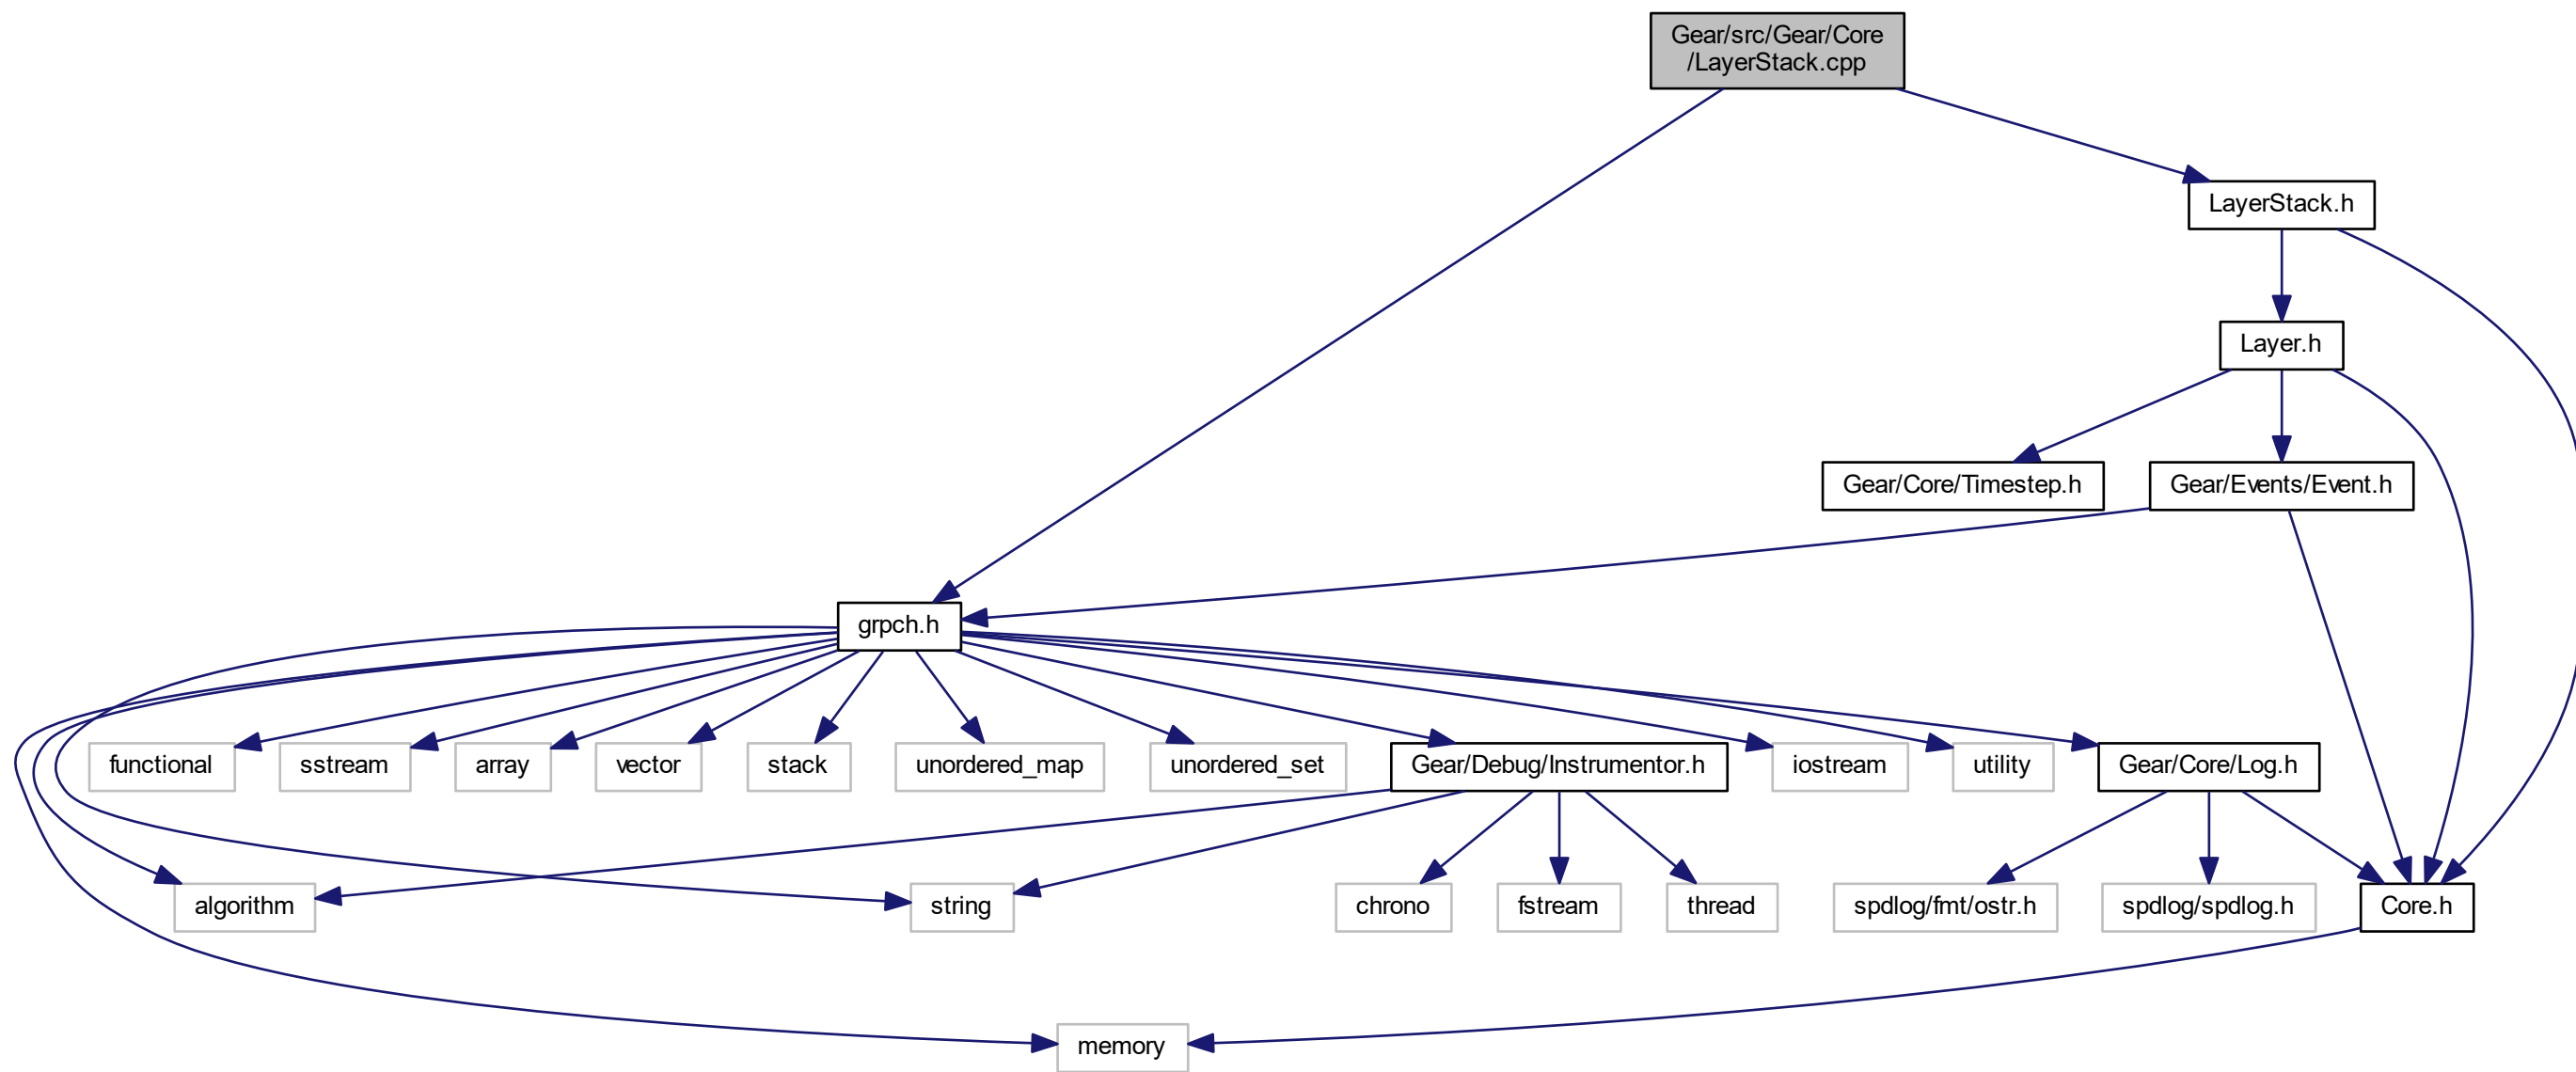 Gear/src/Gear/Core
/LayerStack.cpp
LayerStack.h
Layer.h
Gear/Core/Timestep.h
Gear/Events/Event.h
grpch.h
functional
sstream
array
vector
stack
unordered_map
unordered_set
Gear/Debug/Instrumentor.h
iostream
utility
Gear/Core/Log.h
algorithm
string
chrono
fstream
thread
spdlog/fmt/ostr.h
spdlog/spdlog.h
Core.h
memory